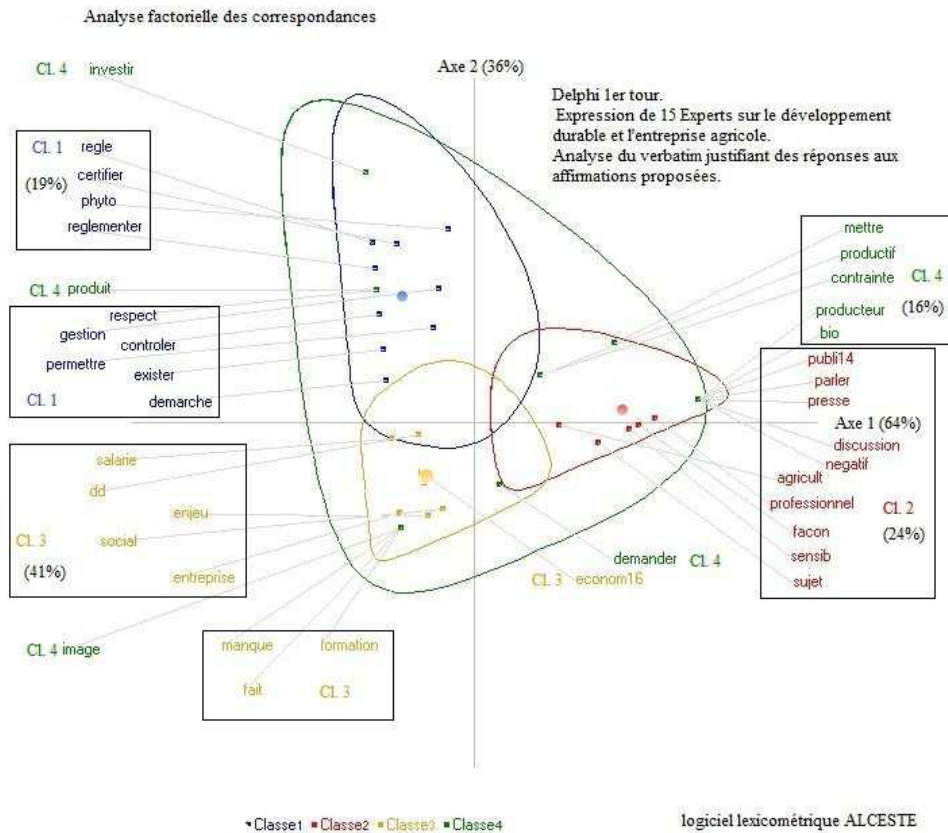 Analyse factorielle des correspondances
Cl. 4 investir
Axe 2 (36%)
Delphi 1er tour.
Expression de 15 Experts sur le développement
durable et l'entreprise agricole.
Analyse du verbatim justifiant des réponses aux
affirmations proposées.
Cl. 1 regle
certifier
(19%)
phyto
reglementer
Cl. 4 produit
respect
gestion
controler
permettre
exister
Cl. 1
demarche
mettre
productif
contrainte Cl. 4
producteur (16%)
bio
publi14
parler
presse
Axe 1 (64%)
discussion
negatif
agricult
professionnel
Cl. 2
facon
(24%)
sensib
sujet
salarie
dd
enjeu
Cl. 3
social
(41%)
entreprise
demander Cl. 4
Cl. 3 econom16
Cl. 4 image
manque
formation
fait
Cl. 3
Classe1 Classe2 Classe3 Classe4
logiciel lexicométrique ALCESTE